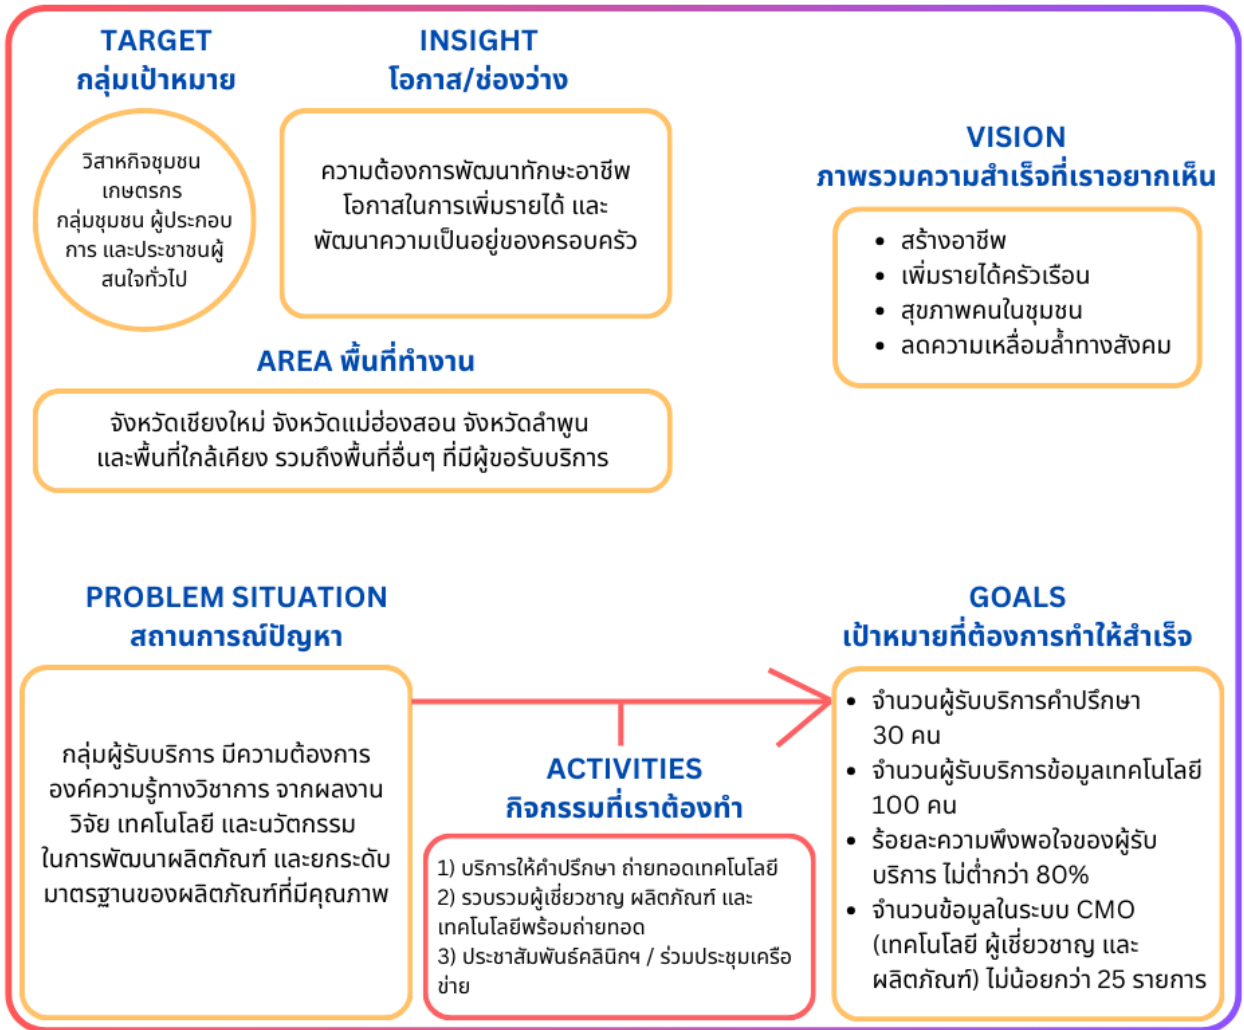 TARGET
กลุ่มเป้าหมาย
วิสาหกิจชุมชน
เกษตรกร
กลุ่มชุมชน ผู้ประกอบ
การ และประชาชนผู้
สนใจทั่วไป
INSIGHT
โอกาส/ช่องว่าง
ความต้องการพัฒนาทักษะอาชีพ
โอกาสในการเพิ่มรายได้ และ
พัฒนาความเป็นอยู่ของครอบครัว
VISION
ภาพรวมความสำเร็จที่เราอยากเห็น
• สร้างอาชีพ
• เพิ่มรายได้ครัวเรือน
• สุขภาพคนในชุมชน
• ลดความเหลื่อมล้ำทางสังคม
AREA พื้นที่ทำงาน
จังหวัดเชียงใหม่ จังหวัดแม่ฮ่องสอน จังหวัดลำพูน
และพื้นที่ใกล้เคียง รวมถึงพื้นที่อื่นๆ ที่มีผู้ขอรับบริการ
PROBLEM SITUATION
สถานการณ์ปัญหา
กลุ่มผู้รับบริการ มีความต้องการ
องค์ความรู้ทางวิชาการ จากผลงาน
วิจัย เทคโนโลยี และนวัตกรรม
ในการพัฒนาผลิตภัณฑ์ และยกระดับ
มาตรฐานของผลิตภัณฑ์ที่มีคุณภาพ
ACTIVITIES
กิจกรรมที่เราต้องทำ
1) บริการให้คำปรึกษา ถ่ายทอดเทคโนโลยี
2) รวบรวมผู้เชี่ยวชาญ ผลิตภัณฑ์ และ
เทคโนโลยีพร้อมถ่ายทอด
3) ประชาสัมพันธ์คลินิกฯ / ร่วมประชุมเครือ
ข่าย
GOALS
เป้าหมายที่ต้องการทำให้สำเร็จ
• จำนวนผู้รับบริการคำปรึกษา
30 คน
• จำนวนผู้รับบริการข้อมูลเทคโนโลยี
100 คน
• ร้อยละความพึงพอใจของผู้รับ
บริการ ไม่ต่ำกว่า 80%
• จำนวนข้อมูลในระบบ CMO
(เทคโนโลยี ผู้เชี่ยวชาญ และ
ผลิตภัณฑ์) ไม่น้อยกว่า 25 รายการ